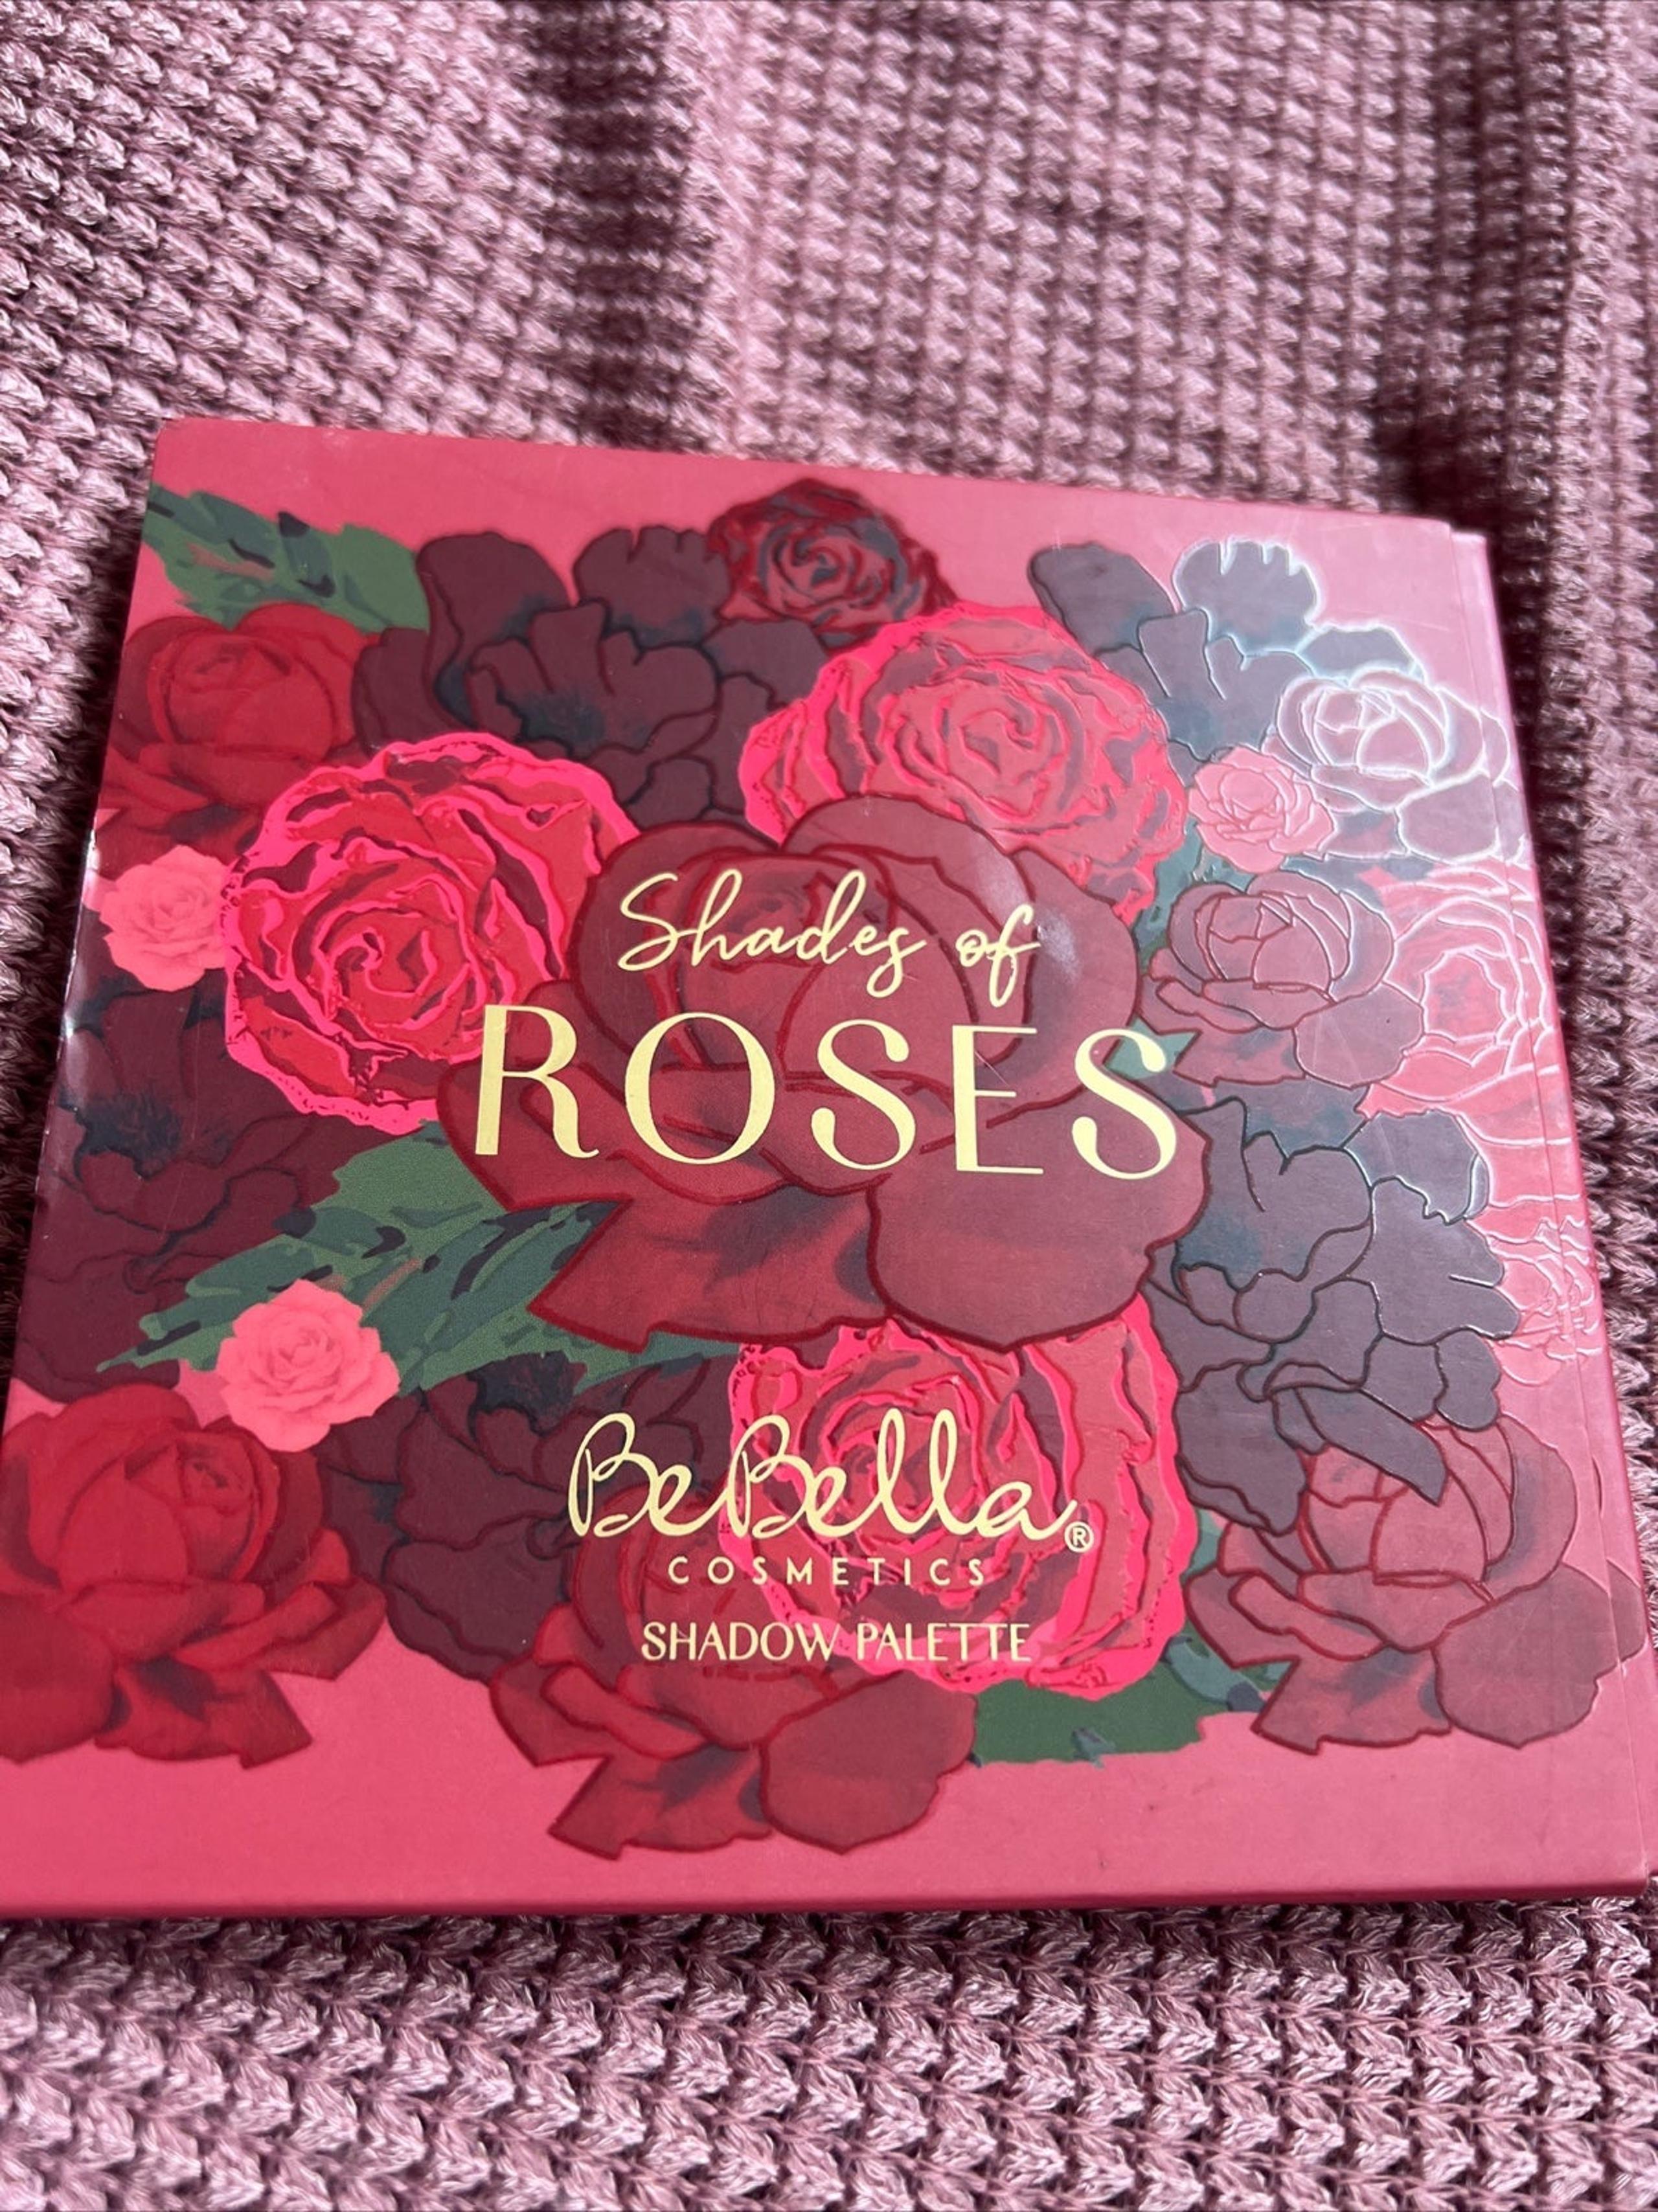 Shades of
ROSES
BeBella®
COSMETICS
SHADOW PALETTE